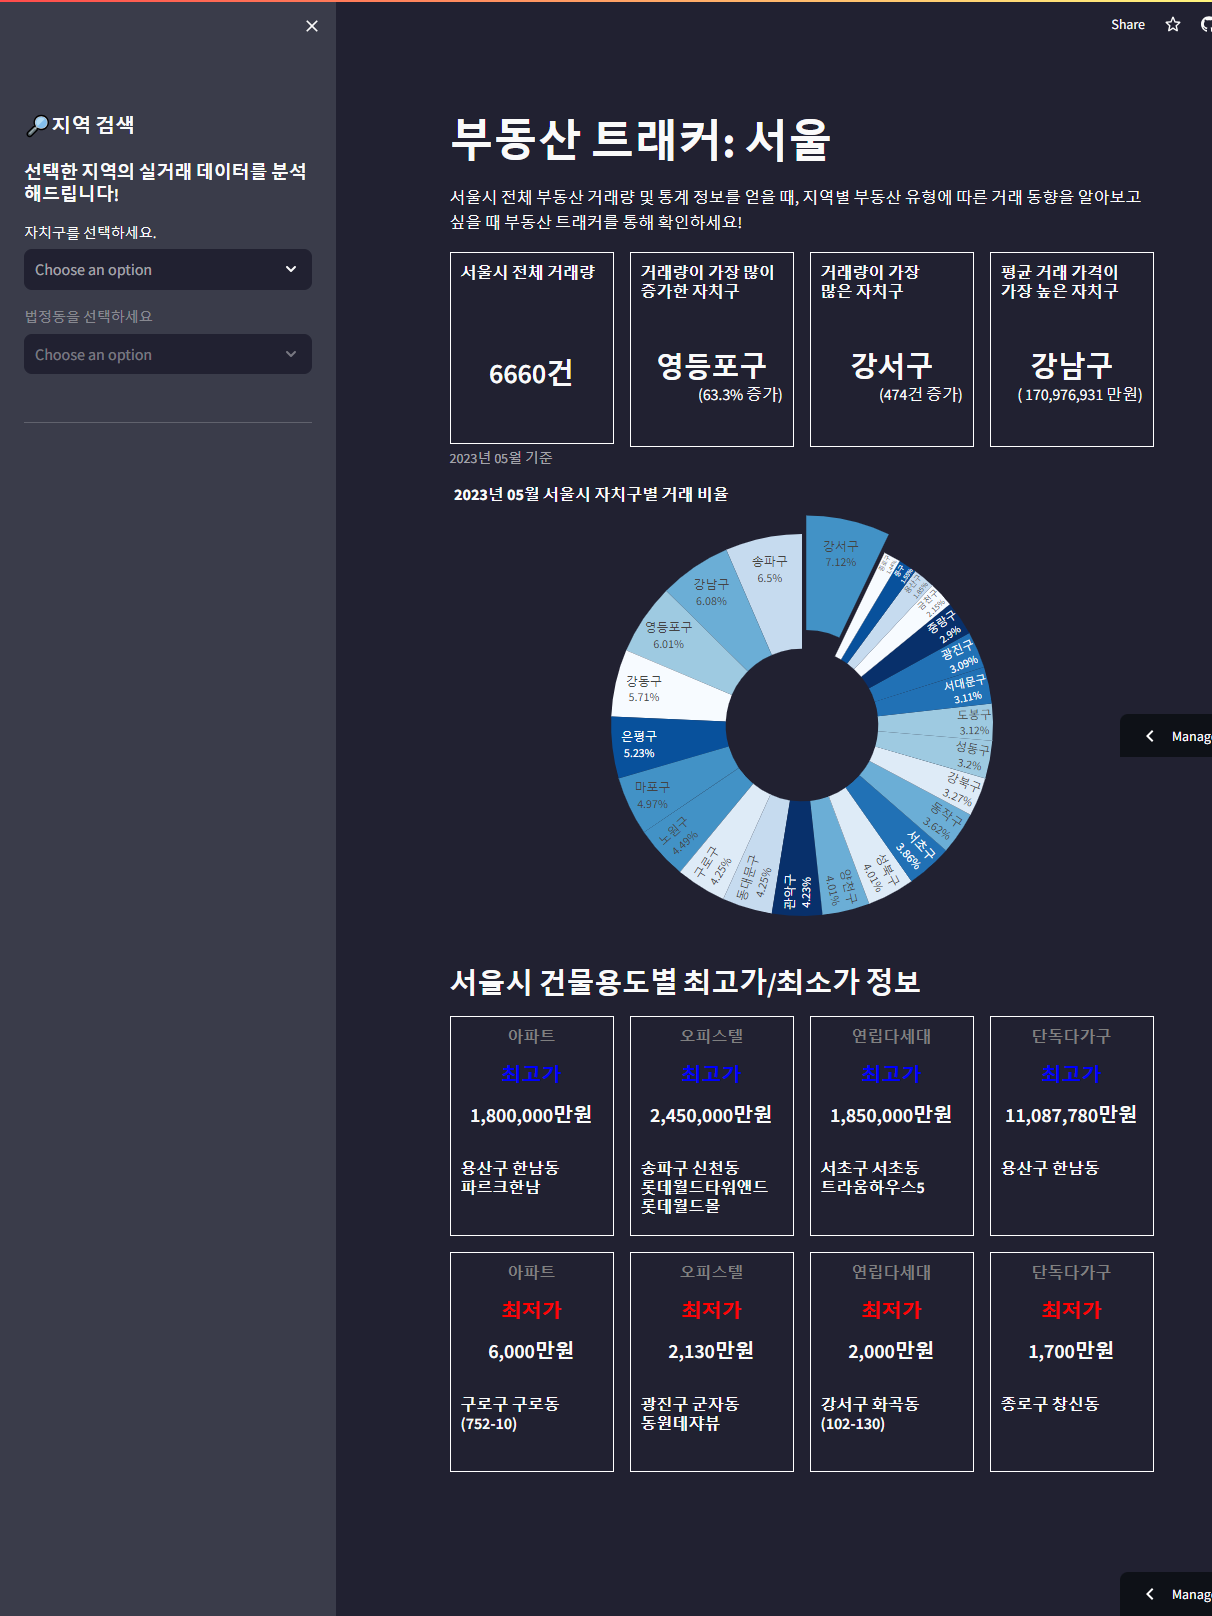 Share
지역 검색
선택한 지역의 실거래 데이터를 분석
해드립니다!
자치구를 선택하세요.
Choose an option
법정동을 선택하세요
Choose an option
부동산 트래커: 서울
서울시 전체 부동산 거래량 및 통계 정보를 얻을 때, 지역별 부동산 유형에 따른 거래 동향을 알아보고
싶을 때 부동산 트래커를 통해 확인하세요!
서울시 전체 거래량
6660건
거래량이 가장 많이
증가한 자치구
영등포구
(63.3% 증가)
거래량이 가장
많은 자치구
강서구
(474건 증가)
평균 거래 가격이
가장 높은 자치구
강남구
( 170,976,931 만원)
2023년 05월 기준
2023년 05월 서울시 자치구별 거래 비율
강서구
7.12%
종로구
1.44%
중구
1.55%
용산구
1.85%
금천구
2.15%
중랑구
2.9%
광진구
3.09%
서대문구
3.11%
도봉구
3.12%
성동구
3.2%
강북구
3.27%
동작구
3.62%
서초구
3.86%
성북구
4.01%
양천구
4.01%
관악구
4.23%
동대문구
4.25%
구로구
4.25%
노원구
4.49%
마포구
4.97%
은평구
5.23%
강동구
5.71%
영등포구
6.01%
강남구
6.08%
송파구
6.5%
Manag
서울시 건물용도별 최고가/최소가 정보
아파트
최고가
1,800,000만원
용산구 한남동
파르크한남
오피스텔
최고가
2,450,000만원
송파구 신천동
롯데월드타워앤드
롯데월드몰
연립다세대
최고가
1,850,000만원
서초구 서초동
트라움하우스5
단독다가구
최고가
11,087,780만원
용산구 한남동
아파트
최저가
6,000만원
구로구 구로동
(752-10)
오피스텔
최저가
2,130만원
광진구 군자동
동원데쟈뷰
연립다세대
최저가
2,000만원
강서구 화곡동
(102-130)
단독다가구
최저가
1,700만원
종로구 창신동
Manag